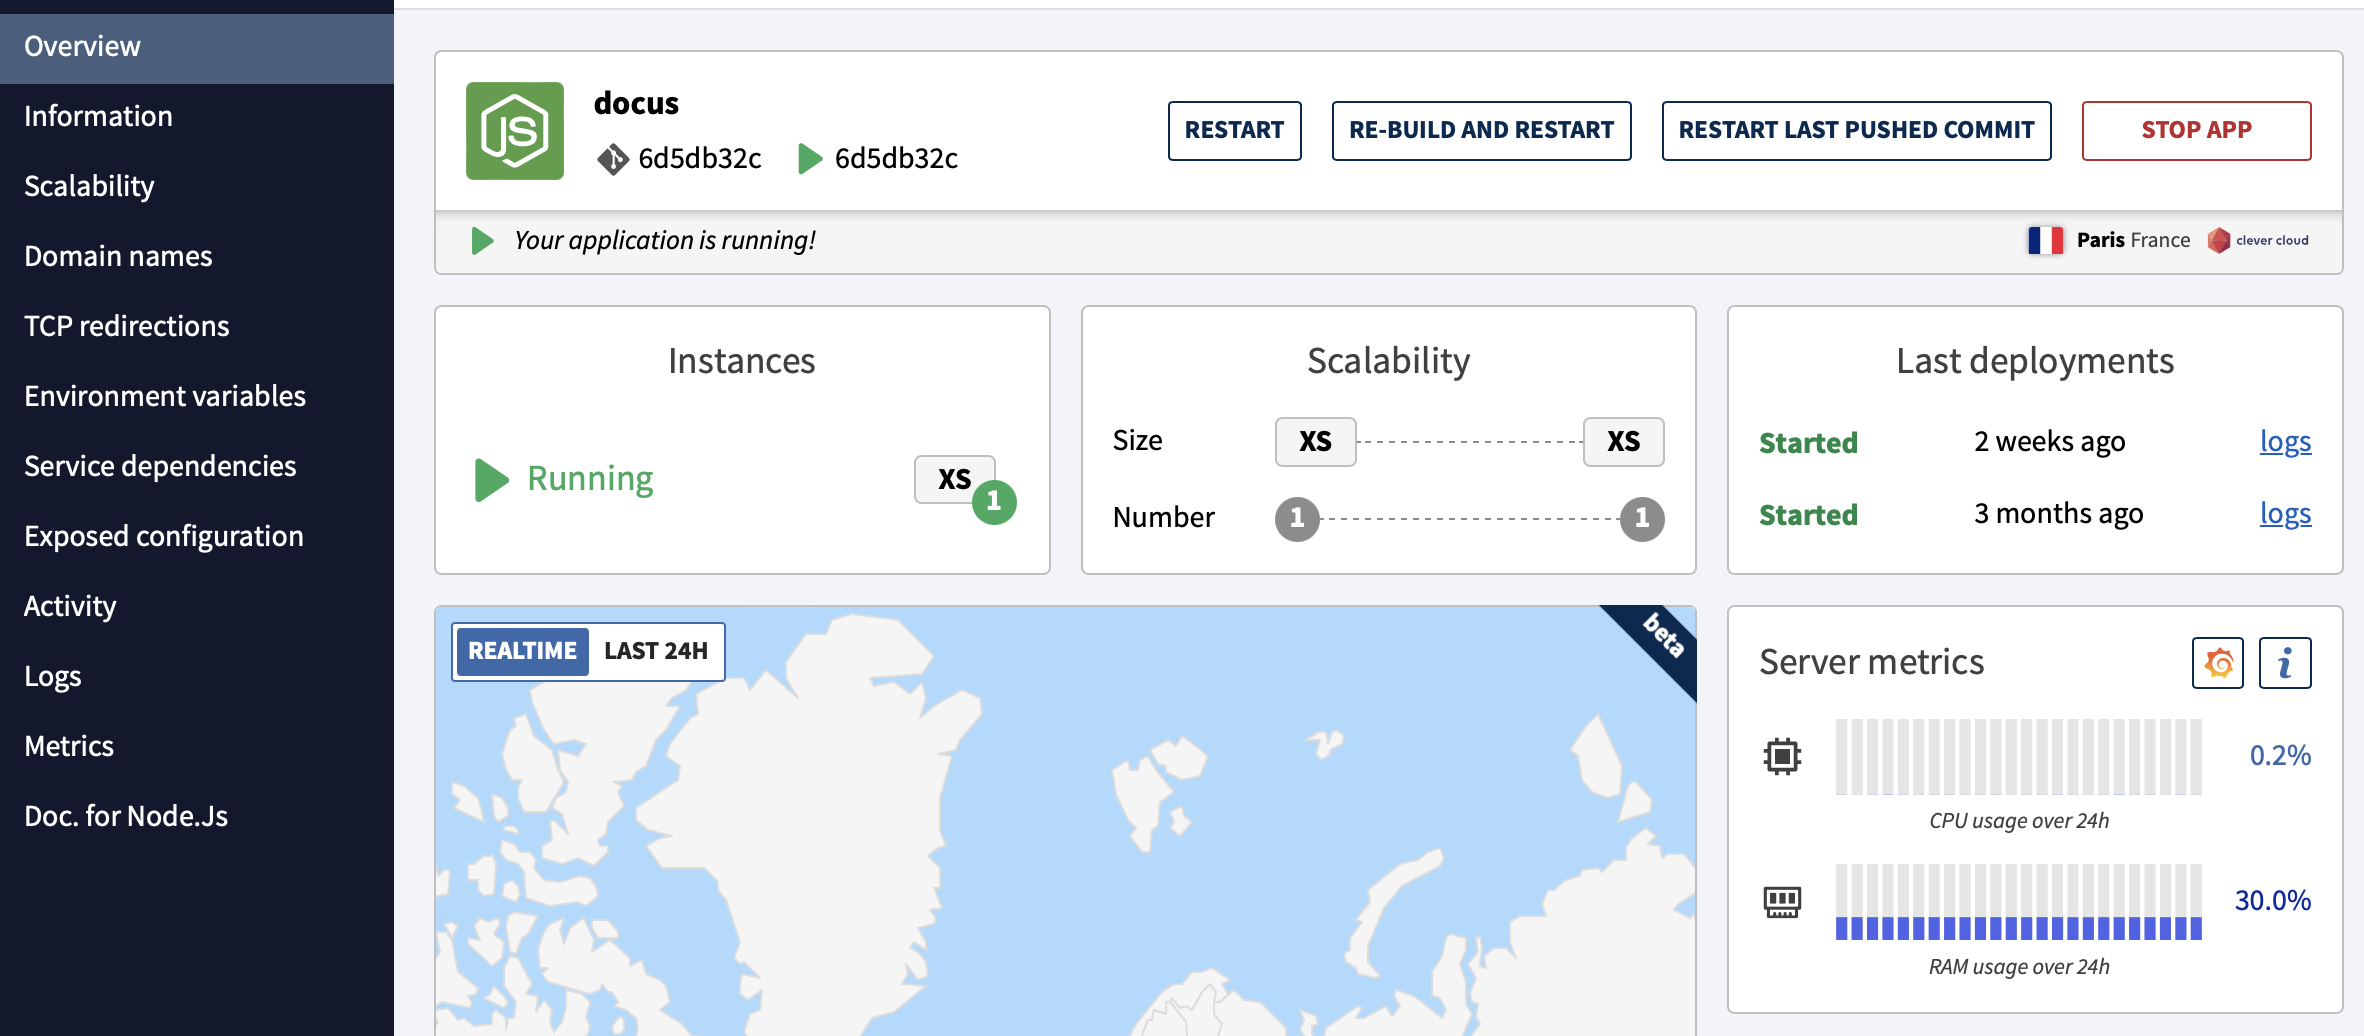 Overview
Information
Scalability
Domain names
TCP redirections
Environment variables
Service dependencies
Exposed configuration
Activity
Logs
Metrics
Doc. for Node.Js
JS
docus
6d5db32c 6d5db32c
RESTART RE-BUILD AND RESTART RESTART LAST PUSHED COMMIT STOP APP
Your application is running!
Paris France clever cloud
Instances
Running XS 1
Scalability
Size XS XS
Number 1 1
Last deployments
Started 2 weeks ago logs
Started 3 months ago logs
REALTIME LAST 24H
beta
Server metrics i
0.2%
CPU usage over 24h
30.0%
RAM usage over 24h